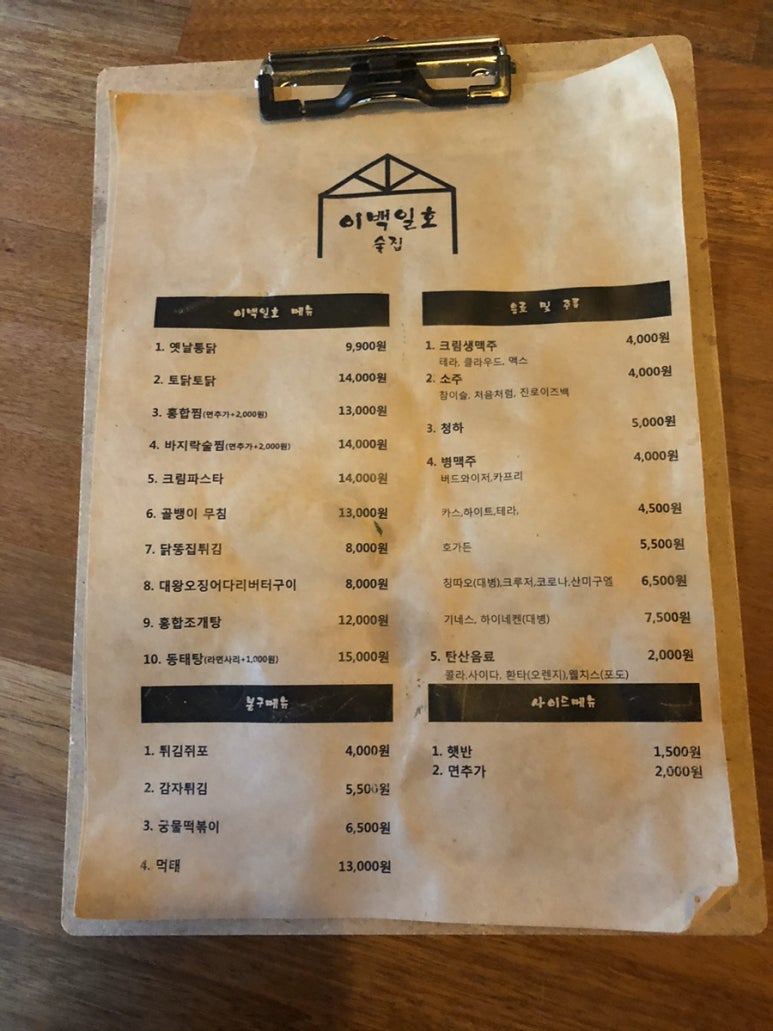 이백일호
술집
이백일호 메뉴
1. 옛날통닭 9,900원
2. 토닭토닭 14,000원
3. 홍합찜(면추가+2,000원) 13,000원
4. 바지락술찜(면추가+2,000원) 14,000원
5. 크림파스타 14,000원
6. 골뱅이 무침 13,000원
7. 닭똥집튀김 8,000원
8. 대왕오징어다리버터구이 8,000원
9. 홍합조개탕 12,000원
10. 동태탕(라면사리+1,000원) 15,000원
불구메뉴
1. 튀김쥐포 4,000원
2. 감자튀김 5,500원
3. 궁물떡볶이 6,500원
4. 먹태 13,000원
음료 및 주류
1. 크림생맥주 4,000원
테라, 클라우드, 맥스
2. 소주 4,000원
참이슬, 처음처럼, 진로이즈백
3. 청하 5,000원
4. 병맥주 4,000원
버드와이저,카프리
카스,하이트,테라, 4,500원
호가든 5,500원
칭따오(대병),크루저,코로나,산미구엘 6,500원
기네스, 하이네켄(대병) 7,500원
5. 탄산음료 2,000원
콜라.사이다, 환타(오렌지),웰치스(포도)
사이드메뉴
1. 햇반 1,500원
2. 면추가 2,000원